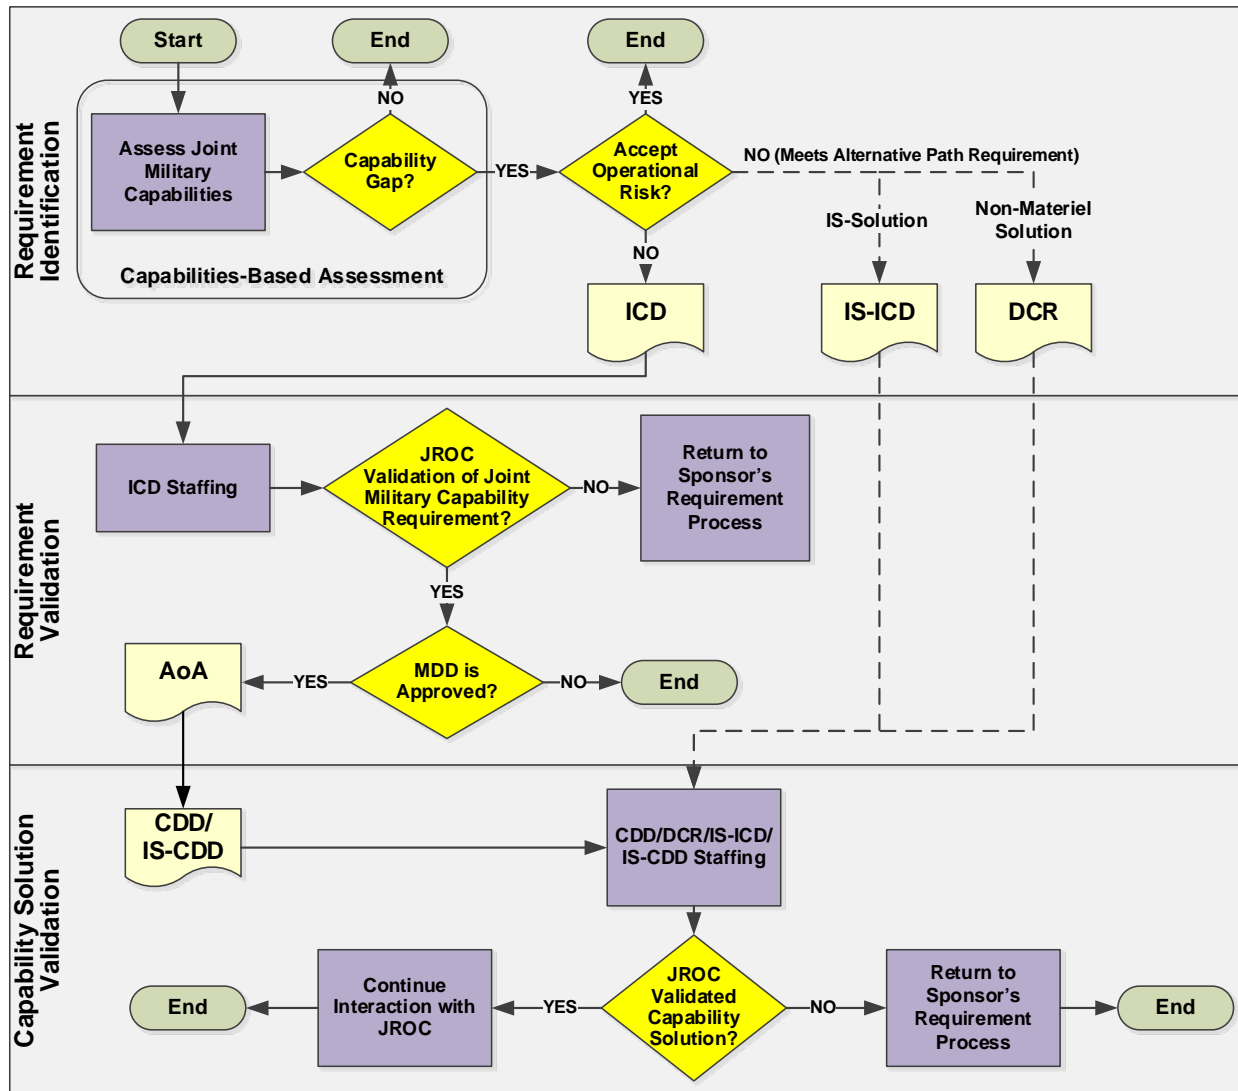 Requirement
Identification
Start
End
End
NO
YES
Assess Joint
Military
Capabilities
Capability
Gap?
YES
Accept
Operational
Risk?
NO (Meets Alternative Path Requirement)
IS-Solution
Non-Materiel
Solution
NO
Capabilities-Based Assessment
ICD
IS-ICD
DCR
Requirement
Validation
ICD Staffing
JROC
Validation of Joint
Military Capability
Requirement?
NO
Return to
Sponsor's
Requirement
Process
YES
AoA
YES
MDD is
Approved?
NO
End
Capability Solution
Validation
CDD/
IS-CDD
CDD/DCR/IS-ICD/
IS-CDD Staffing
End
Continue
Interaction with
JROC
YES
JROC
Validated
Capability
Solution?
NO
Return to
Sponsor's
Requirement
Process
End